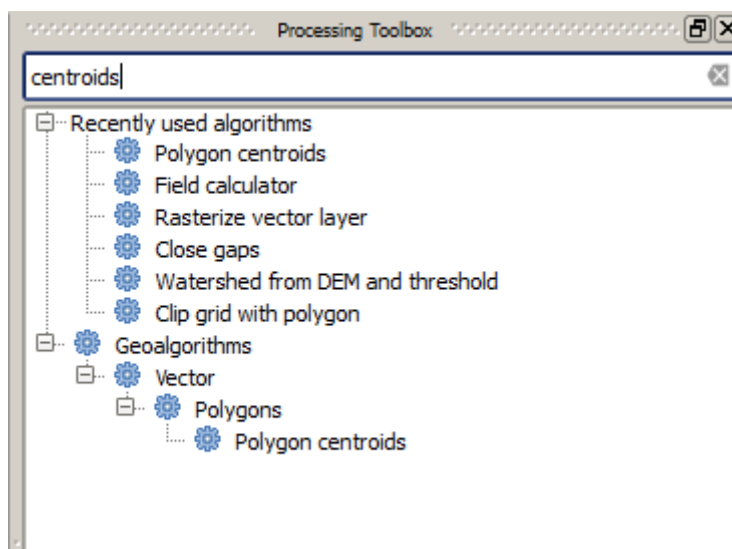 Processing Toolbox
centroids
Recently used algorithms
Polygon centroids
Field calculator
Rasterize vector layer
Close gaps
Watershed from DEM and threshold
Clip grid with polygon
Geoalgorithms
Vector
Polygons
Polygon centroids